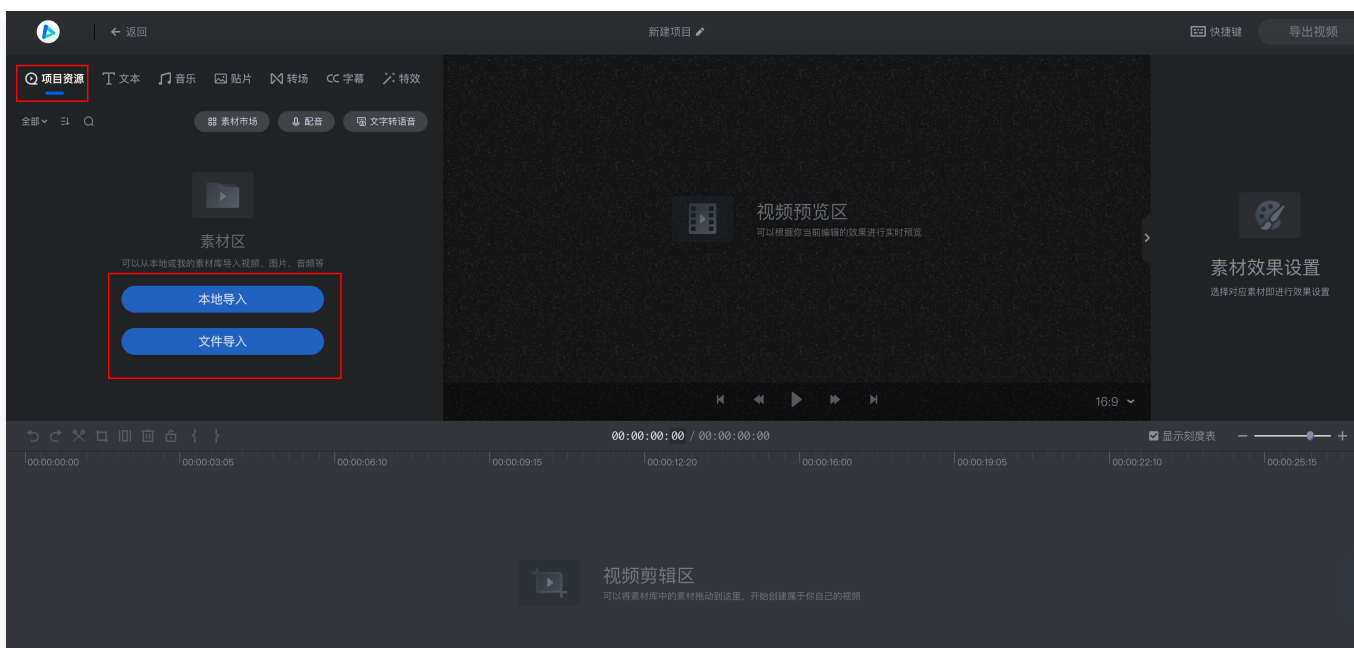 返回
新建项目
快捷键
导出视频
项目资源 文本 音乐 贴片 转场 CC 字幕 特效
全部
素材市场 配音 文字转语音
素材区
可以从本地或我的素材库导入视频、图片、音频等
本地导入
文件导入
视频预览区
可以根据你当前编辑的效果进行实时预览
16:9
素材效果设置
选择对应素材即进行效果设置
00:00:00:00 / 00:00:00:00
显示刻度表
00:00:00:00 00:00:03:05 00:00:06:10 00:00:09:15 00:00:12:20 00:00:16:00 00:00:19:05 00:00:22:10 00:00:25:15
视频剪辑区
可以将素材库中的素材拖动到这里，开始创建属于你自己的视频